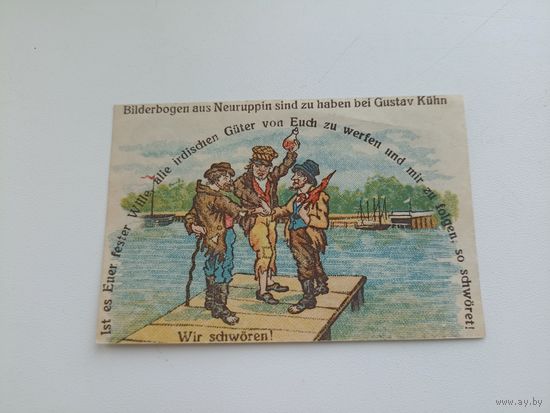 Bilderbogen aus Neuruppin sind zu haben bei Gustav Kühn
Ist es Euer fester Wille alle irdischen Güter von Euch zu werfen und mir zu folgen, so schwöret!
Wir schwören!
www.ay.by